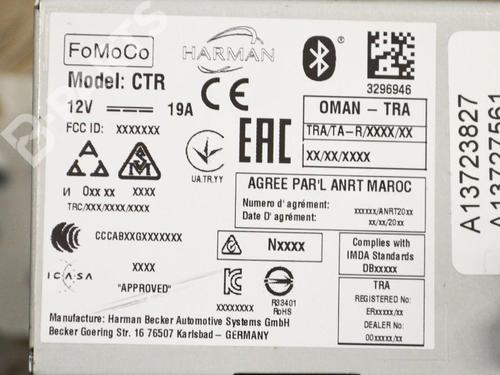 FoMoCo
HARMAN
Model: CTR
3296946
12V 19A
OMAN – TRA
FCC ID: XXXXXXX
EAC
TRA/TA–R/XXXX/XX
XX/XX/XXXX
UA.TR.YY
И 0XX XX
AGREE PAR'L ANRT MAROC
TRC/XXX/XXXX/XXXX
Numero d'agrément: XXXXXX/ANRT20XX
Date D' agrément: XX/XX/20XX
CCCABXXGXXXXXXX
NXXXX
Complies with
IMDA Standards
DBXXXXX
ICASA
XXXX
"APPROVED"
XXXXXXXX
R33401
RoHS
TRA
REGISTERED No:
ERXXXXX/XX
DEALER No:
00XXXXX/XX
Manufacture: Harman Becker Automotive Systems GmbH
Becker Goering Str. 16 76507 Karlsbad – GERMANY
A13723827